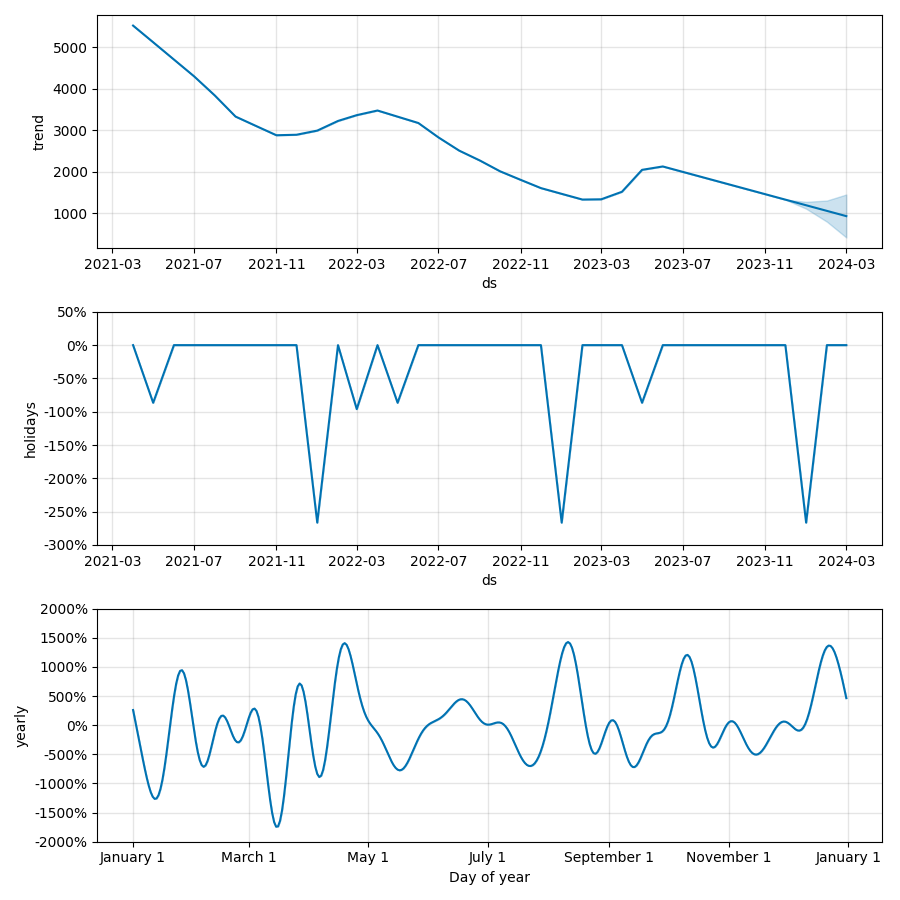 5000
4000
3000
2000
1000
trend
2021-03 2021-07 2021-11 2022-03 2022-07 2022-11 2023-03 2023-07 2023-11 2024-03
ds
50%
0%
-50%
-100%
-150%
-200%
-250%
-300%
holidays
2021-03 2021-07 2021-11 2022-03 2022-07 2022-11 2023-03 2023-07 2023-11 2024-03
ds
2000%
1500%
1000%
500%
0%
-500%
-1000%
-1500%
-2000%
yearly
January 1 March 1 May 1 July 1 September 1 November 1 January 1
Day of year